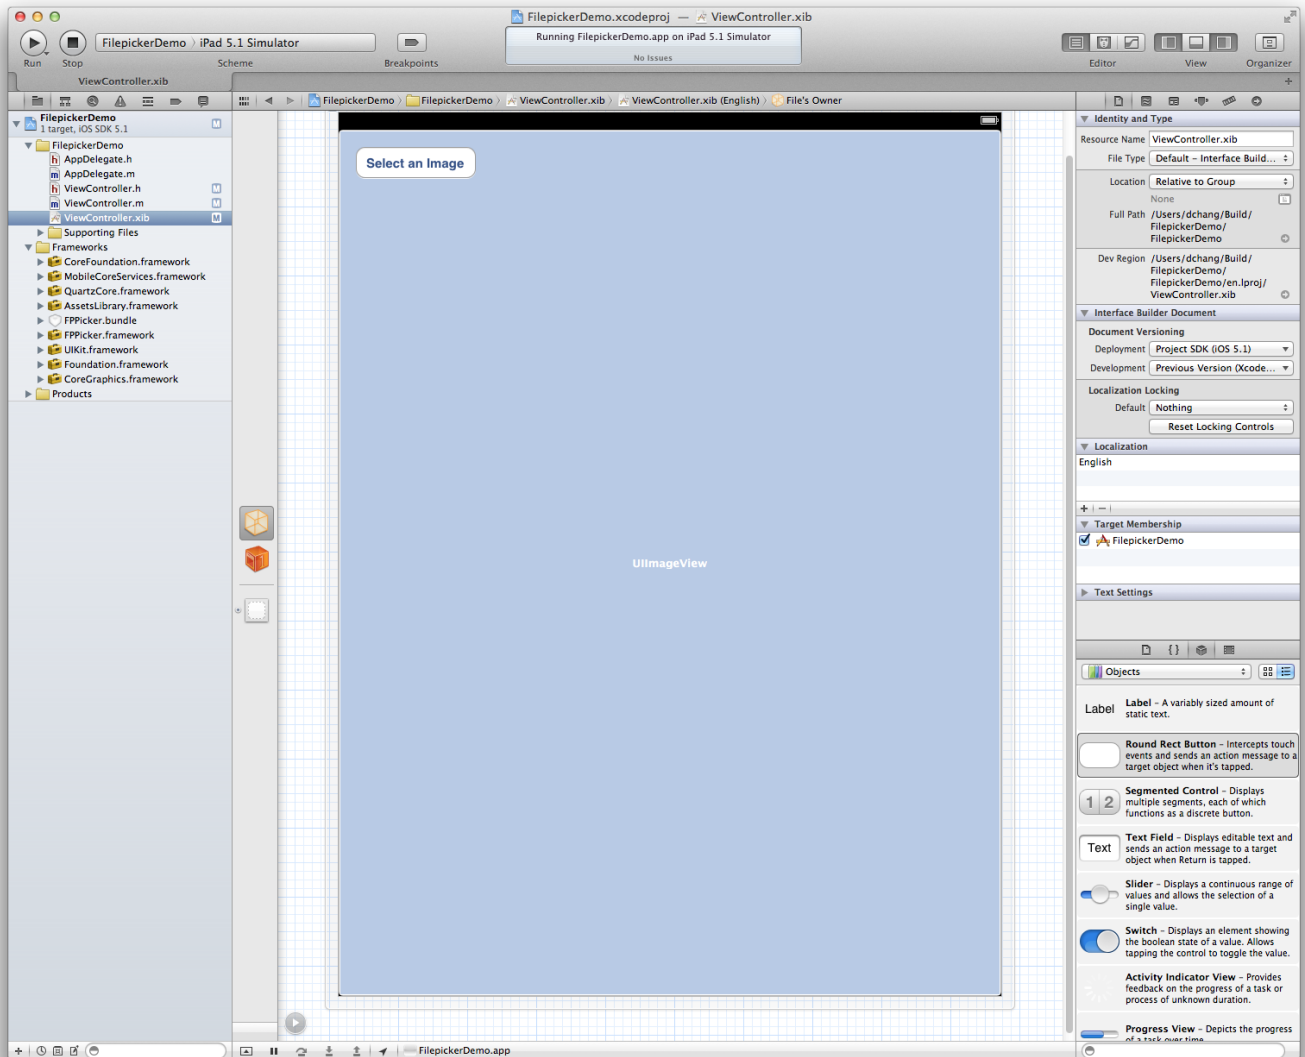 FilepickerDemo.xcodeproj — ViewController.xib
Run
Stop
FilepickerDemo › iPad 5.1 Simulator
Scheme
Breakpoints
Running FilepickerDemo.app on iPad 5.1 Simulator
No Issues
Editor
View
Organizer
ViewController.xib
FilepickerDemo › FilepickerDemo › ViewController.xib › ViewController.xib (English) › File's Owner
FilepickerDemo
1 target, iOS SDK 5.1
M
FilepickerDemo
h AppDelegate.h
m AppDelegate.m
h ViewController.h M
m ViewController.m M
ViewController.xib M
Supporting Files
Frameworks
CoreFoundation.framework
MobileCoreServices.framework
QuartzCore.framework
AssetsLibrary.framework
FPPicker.bundle
FPPicker.framework
UIKit.framework
Foundation.framework
CoreGraphics.framework
Products
Select an Image
UIImageView
FilepickerDemo.app
Identity and Type
Resource Name ViewController.xib
File Type Default – Interface Build...
Location Relative to Group
None
Full Path /Users/dchang/Build/
FilepickerDemo/
FilepickerDemo
Dev Region /Users/dchang/Build/
FilepickerDemo/
FilepickerDemo/en.lproj/
ViewController.xib
Interface Builder Document
Document Versioning
Deployment Project SDK (iOS 5.1)
Development Previous Version (Xcode...
Localization Locking
Default Nothing
Reset Locking Controls
Localization
English
+ −
Target Membership
FilepickerDemo
Text Settings
{ }
Objects
Label
Label – A variably sized amount of
static text.
Round Rect Button – Intercepts touch
events and sends an action message to a
target object when it's tapped.
1 2
Segmented Control – Displays
multiple segments, each of which
functions as a discrete button.
Text
Text Field – Displays editable text and
sends an action message to a target
object when Return is tapped.
Slider – Displays a continuous range of
values and allows the selection of a
single value.
Switch – Displays an element showing
the boolean state of a value. Allows
tapping the control to toggle the value.
Activity Indicator View – Provides
feedback on the progress of a task or
process of unknown duration.
Progress View – Depicts the progress
of a task over time.